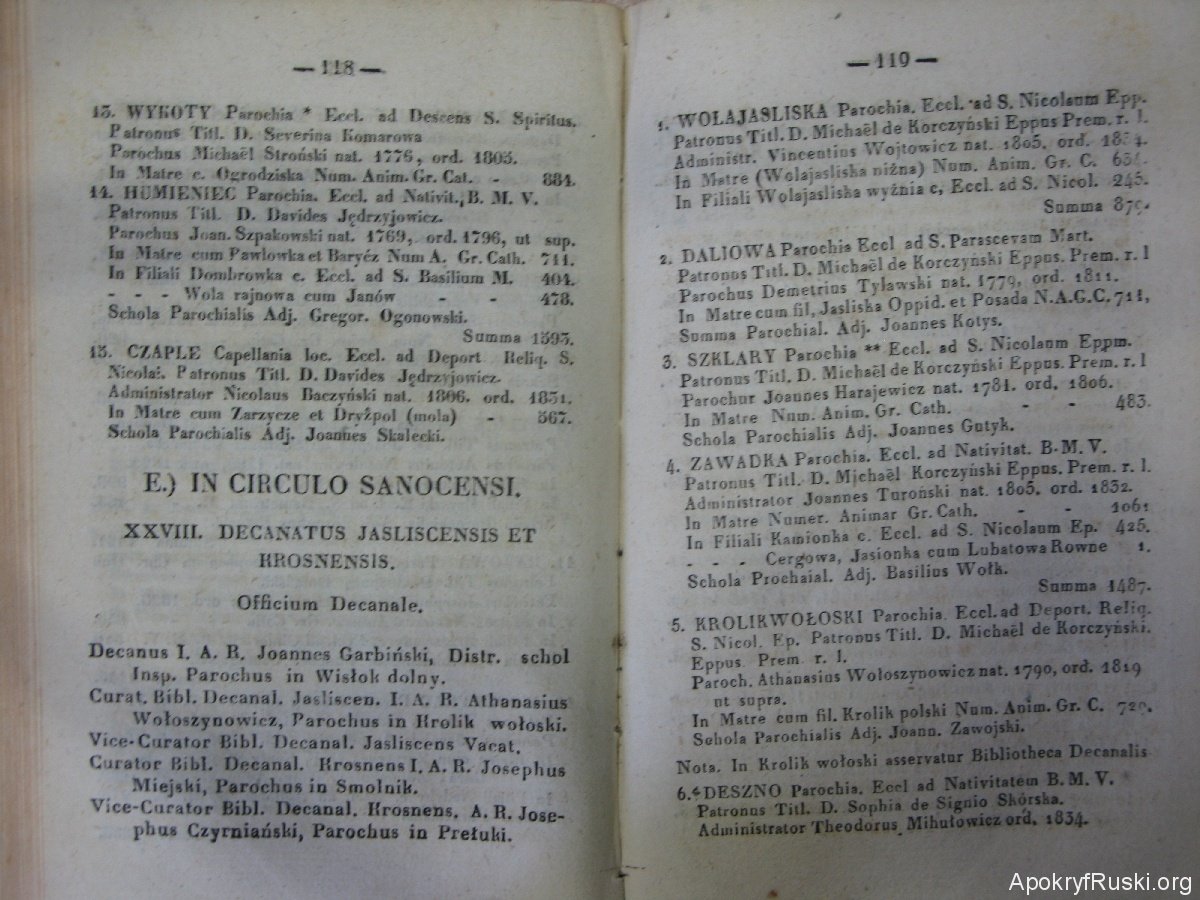 — 118 —
13. WYKOTY Parochia * Eccl. ad Descens S. Spiritus.
Patronus Titl. D. Severina Komarowa
Parochus Michaël Stroński nat. 1776, ord. 1803.
In Matre c. Ogrodziska Num. Anim. Gr. Cat. - 884.
14. HUMIENIEC Parochia. Eccl. ad Nativit. B. M. V.
Patronus Titl. D. Davides Jędrzyjowicz.
Parochus Joan. Szpakowski nat. 1769, ord. 1796, ut sup.
In Matre cum Pawlowka et Baryéz Num A. Gr. Cath. 711.
In Filiali Dombrowka c. Eccl. ad S. Basilium M. 404.
- - - Wola rajnowa cum Janów - - 478.
Schola Parochialis Adj. Gregor. Ogonowski.
Summa 1593.
15. CZAPLE Capellania loc. Eccl. ad Deport Reliq. S.
Nicolai. Patronus Titl. D. Davides Jędrzyjowicz.
Administrator Nicolaus Baczyński nat. 1806. ord. 1831.
In Matre cum Zarzycze et Dryżpol (mola) - 567.
Schola Parochialis Adj. Joannes Skalecki.
E.) IN CIRCULO SANOCENSI.
XXVIII. DECANATUS JASLISCENSIS ET
KROSNENSIS.
Officium Decanale.
Decanus I. A. R. Joannes Garbiński, Distr. schol
Insp. Parochus in Wisłok dolny.
Curat. Bibl. Decanal. Jasliscen. I. A. R. Athanasius
Wołoszynowicz, Parochus in Krolik wołoski.
Vice-Curator Bibl. Decanal. Jasliscens Vacat.
Curator Bibl. Decanal. Krosnens I. A. R. Josephus
Miejski, Parochus in Smolnik.
Vice-Curator Bibl. Decanal. Krosnens. A. R. Jose-
phus Czyrniański, Parochus in Prełuki.
— 119 —
1. WOLAJASLISKA Parochia. Eccl. ad S. Nicolaum Epp.
Patronus Titl. D. Michaël de Korczyński Eppus Prem. r. l.
Administr. Vincentius Wojtowicz nat. 1805. ord. 1834.
In Matre (Wolajasliska niżna) Num. Anim. Gr. C. 634.
In Filiali Wolajasliska wyźnia c, Eccl. ad S. Nicol. 245.
Summa 879.
2. DALIOWA Parochia Eccl ad S. Parascevam Mart.
Patronus Titl. D. Michaël de Korczyński Eppus. Prem. r. l
Parochus Demetrius Tylawski nat. 1779, ord. 1811.
In Matre cum fil, Jasliska Oppid. et Posada N.A.G.C. 711,
Summa Parochial. Adj. Joannes Kotys.
3. SZKLARY Parochia ** Eccl. ad S. Nicolaum Eppm.
Patronus Titl. D. Michaël de Korczyński Eppus. Prem. r. l
Parochur Joannes Harajewicz nat. 1781. ord. 1806.
In Matre Num. Anim. Gr. Cath. - - 483.
Schola Parochialis Adj. Joannes Gutyk.
4. ZAWADKA Parochia. Eccl. ad Nativitat. B. M. V.
Patronus Titl. D. Michaël Korczyński Eppus. Prem. r. l.
Administrator Joannes Turoński nat. 1805. ord. 1832.
In Matre Numer. Animar Gr. Cath. - - 1061
In Filiali Kamionka c. Eccl. ad S. Nicolaum Ep. 425.
- - - Cergowa, Jasionka cum Lubatowa Rowne 1.
Schola Prochaial. Adj. Basilius Wołk.
Summa 1487.
5. KROLIKWOŁOSKI Parochia. Eccl. ad Deport. Reliq.
S. Nicol. Ep. Patronus Titl. D. Michaël de Korczyński.
Eppus. Prem. r. l.
Paroch. Athanasius Wołoszynowicz nat. 1790, ord. 1819
ut supra.
In Matre cum fil. Krolik polski Num. Anim. Gr. C. 729.
Schola Parochialis Adj. Joann. Zawojski.
Nota. In Krolik wołoski asservatur Bibliotheca Decanalis
6. DESZNO Parochia. Eccl ad Nativitatem B. M. V.
Patronus Titl. D. Sophia de Signio Skórska.
Administrator Theodorus Mihułowicz ord. 1834.
ApokryfRuski.org